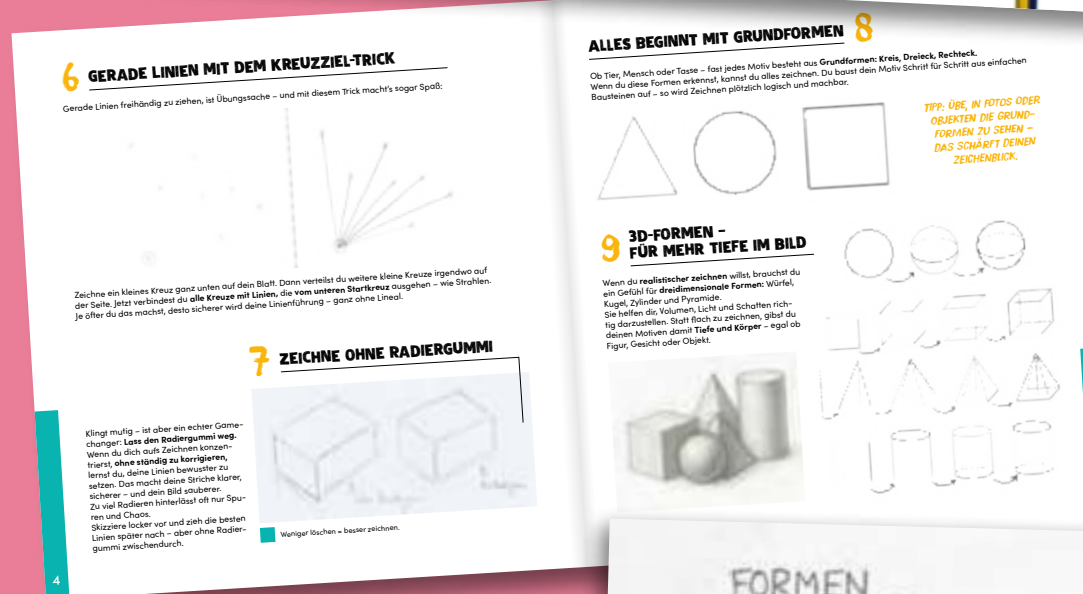 6 GERADE LINIEN MIT DEM KREUZZIEL-TRICK
Gerade Linien freihändig zu ziehen, ist Übungssache – und mit diesem Trick macht's sogar Spaß:
Zeichne ein kleines Kreuz ganz unten auf dein Blatt. Dann verteilst du weitere kleine Kreuze irgendwo auf
der Seite. Jetzt verbindest du alle Kreuze mit Linien, die vom unteren Startkreuz ausgehen – wie Strahlen.
Je öfter du das machst, desto sicherer wird deine Linienführung – ganz ohne Lineal.
7 ZEICHNE OHNE RADIERGUMMI
Klingt mutig – ist aber ein echter Game-
changer: Lass den Radiergummi weg.
Wenn du dich aufs Zeichnen konzen-
trierst, ohne ständig zu korrigieren,
lernst du, deine Linien bewusster zu
setzen. Das macht deine Striche klarer,
sicherer – und dein Bild sauberer.
Zu viel Radieren hinterlässt oft nur Spu-
ren und Chaos.
Skizziere locker vor und zieh die besten
Linien später nach – aber ohne Radier-
gummi zwischendurch.
Weniger löschen = besser zeichnen.
4
ALLES BEGINNT MIT GRUNDFORMEN 8
Ob Tier, Mensch oder Tasse – fast jedes Motiv besteht aus Grundformen: Kreis, Dreieck, Rechteck.
Wenn du diese Formen erkennst, kannst du alles zeichnen. Du baust dein Motiv Schritt für Schritt aus einfachen
Bausteinen auf – so wird Zeichnen plötzlich logisch und machbar.
TIPP: ÜBE, IN FOTOS ODER
OBJEKTEN DIE GRUND-
FORMEN ZU SEHEN –
DAS SCHÄRFT DEINEN
ZEICHENBLICK.
9 3D-FORMEN –
FÜR MEHR TIEFE IM BILD
Wenn du realistischer zeichnen willst, brauchst du
ein Gefühl für dreidimensionale Formen: Würfel,
Kugel, Zylinder und Pyramide.
Sie helfen dir, Volumen, Licht und Schatten rich-
tig darzustellen. Statt flach zu zeichnen, gibst du
deinen Motiven damit Tiefe und Körper – egal ob
Figur, Gesicht oder Objekt.
FORMEN